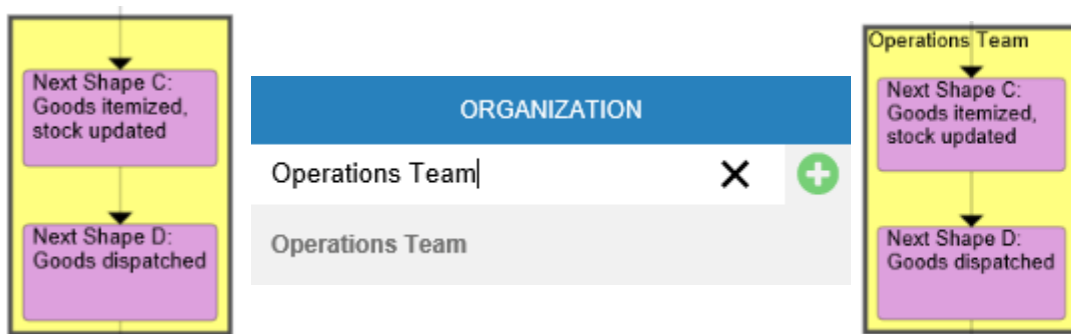 Next Shape C:
Goods itemized,
stock updated
Next Shape D:
Goods dispatched
ORGANIZATION
Operations Team
Operations Team
Operations Team
Next Shape C:
Goods itemized,
stock updated
Next Shape D:
Goods dispatched